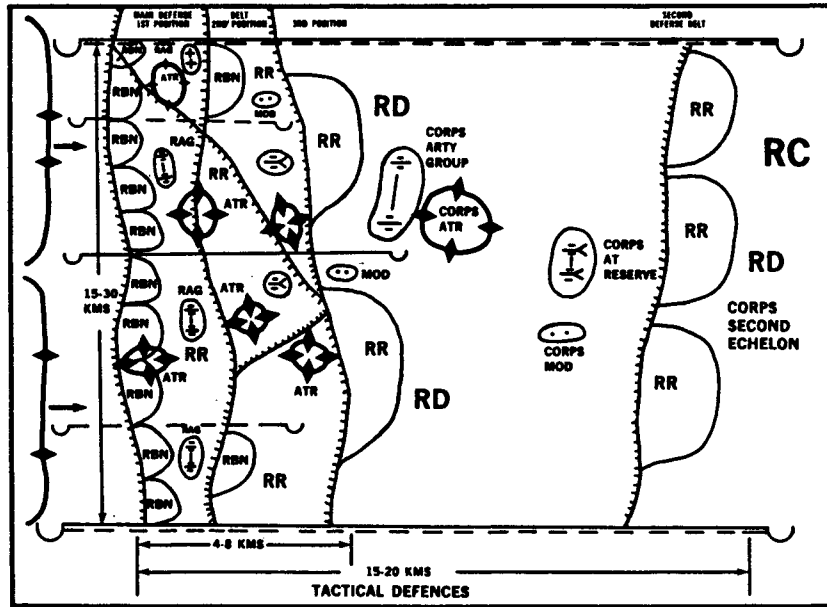 MAIN DEFENSE BELT
1ST POSITION 2ND POSITION 3RD POSITION
SECOND
DEFENSE BELT
RBN RAG
ATR
RBN
RBN
RR
MOD
RR
RD
RR
RC
RBN
RAG
RR
CORPS
ARTY
GROUP
RBN
ATR
CORPS
ATR
RBN
RR
CORPS
AT
RESERVE
RD
MOD
RBN
15-30
KMS
RAG
ATR
RBN
RR
RR
CORPS
MOD
CORPS
SECOND
ECHELON
ATR
ATR
RBN
RD
RR
RBN
RAG
RBN
RR
RBN
4-8 KMS
15-20 KMS
TACTICAL DEFENCES